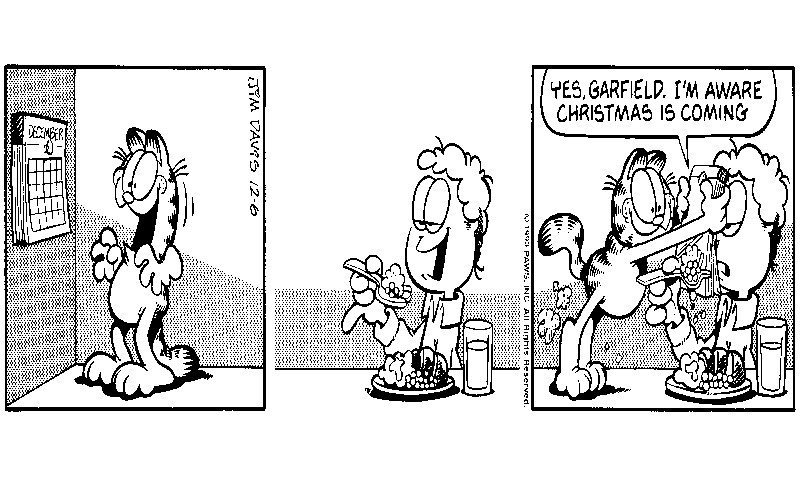 DECEMBER
JIM DAVIS 12-6
© 1993 PAWS, INC. All Rights Reserved.
YES, GARFIELD. I'M AWARE
CHRISTMAS IS COMING